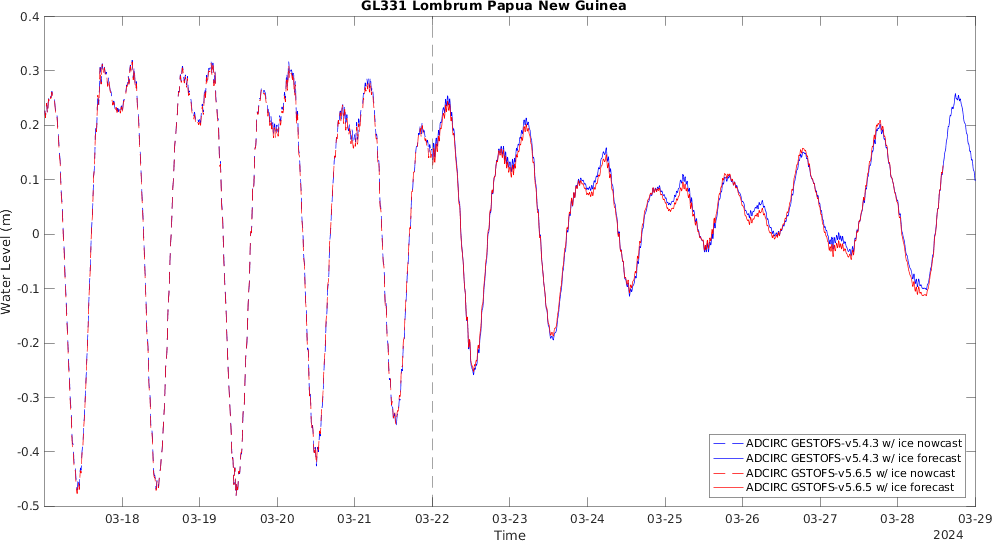 GL331 Lombrum Papua New Guinea
0.4
0.3
0.2
0.1
0
-0.1
-0.2
-0.3
-0.4
-0.5
Water Level (m)
ADCIRC GESTOFS-v5.4.3 w/ ice nowcast
ADCIRC GESTOFS-v5.4.3 w/ ice forecast
ADCIRC GSTOFS-v5.6.5 w/ ice nowcast
ADCIRC GSTOFS-v5.6.5 w/ ice forecast
03-18 03-19 03-20 03-21 03-22 03-23 03-24 03-25 03-26 03-27 03-28 03-29
Time
2024